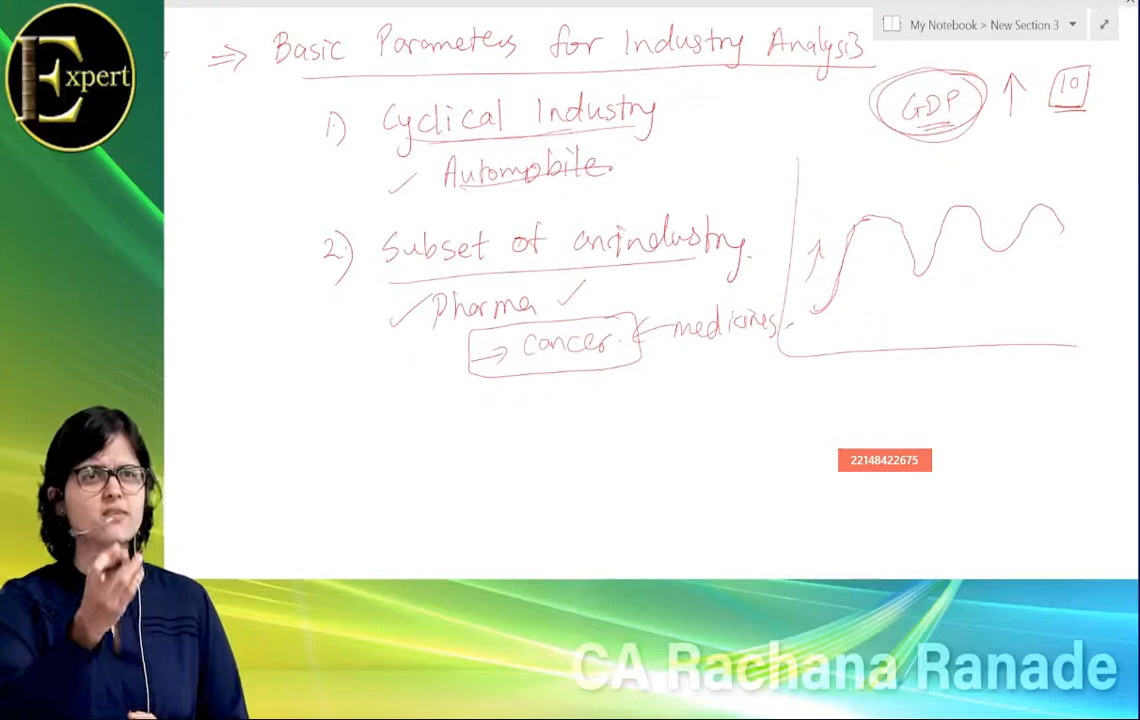 Expert
My Notebook > New Section 3
⇒ Basic Parameters for Industry Analysis
GDP ↑ 10
1) Cyclical Industry
✓ Automobile
2) Subset of an industry.
✓ Pharma ✓
→ cancer. ← medicines
22148422675
CA Rachana Ranade